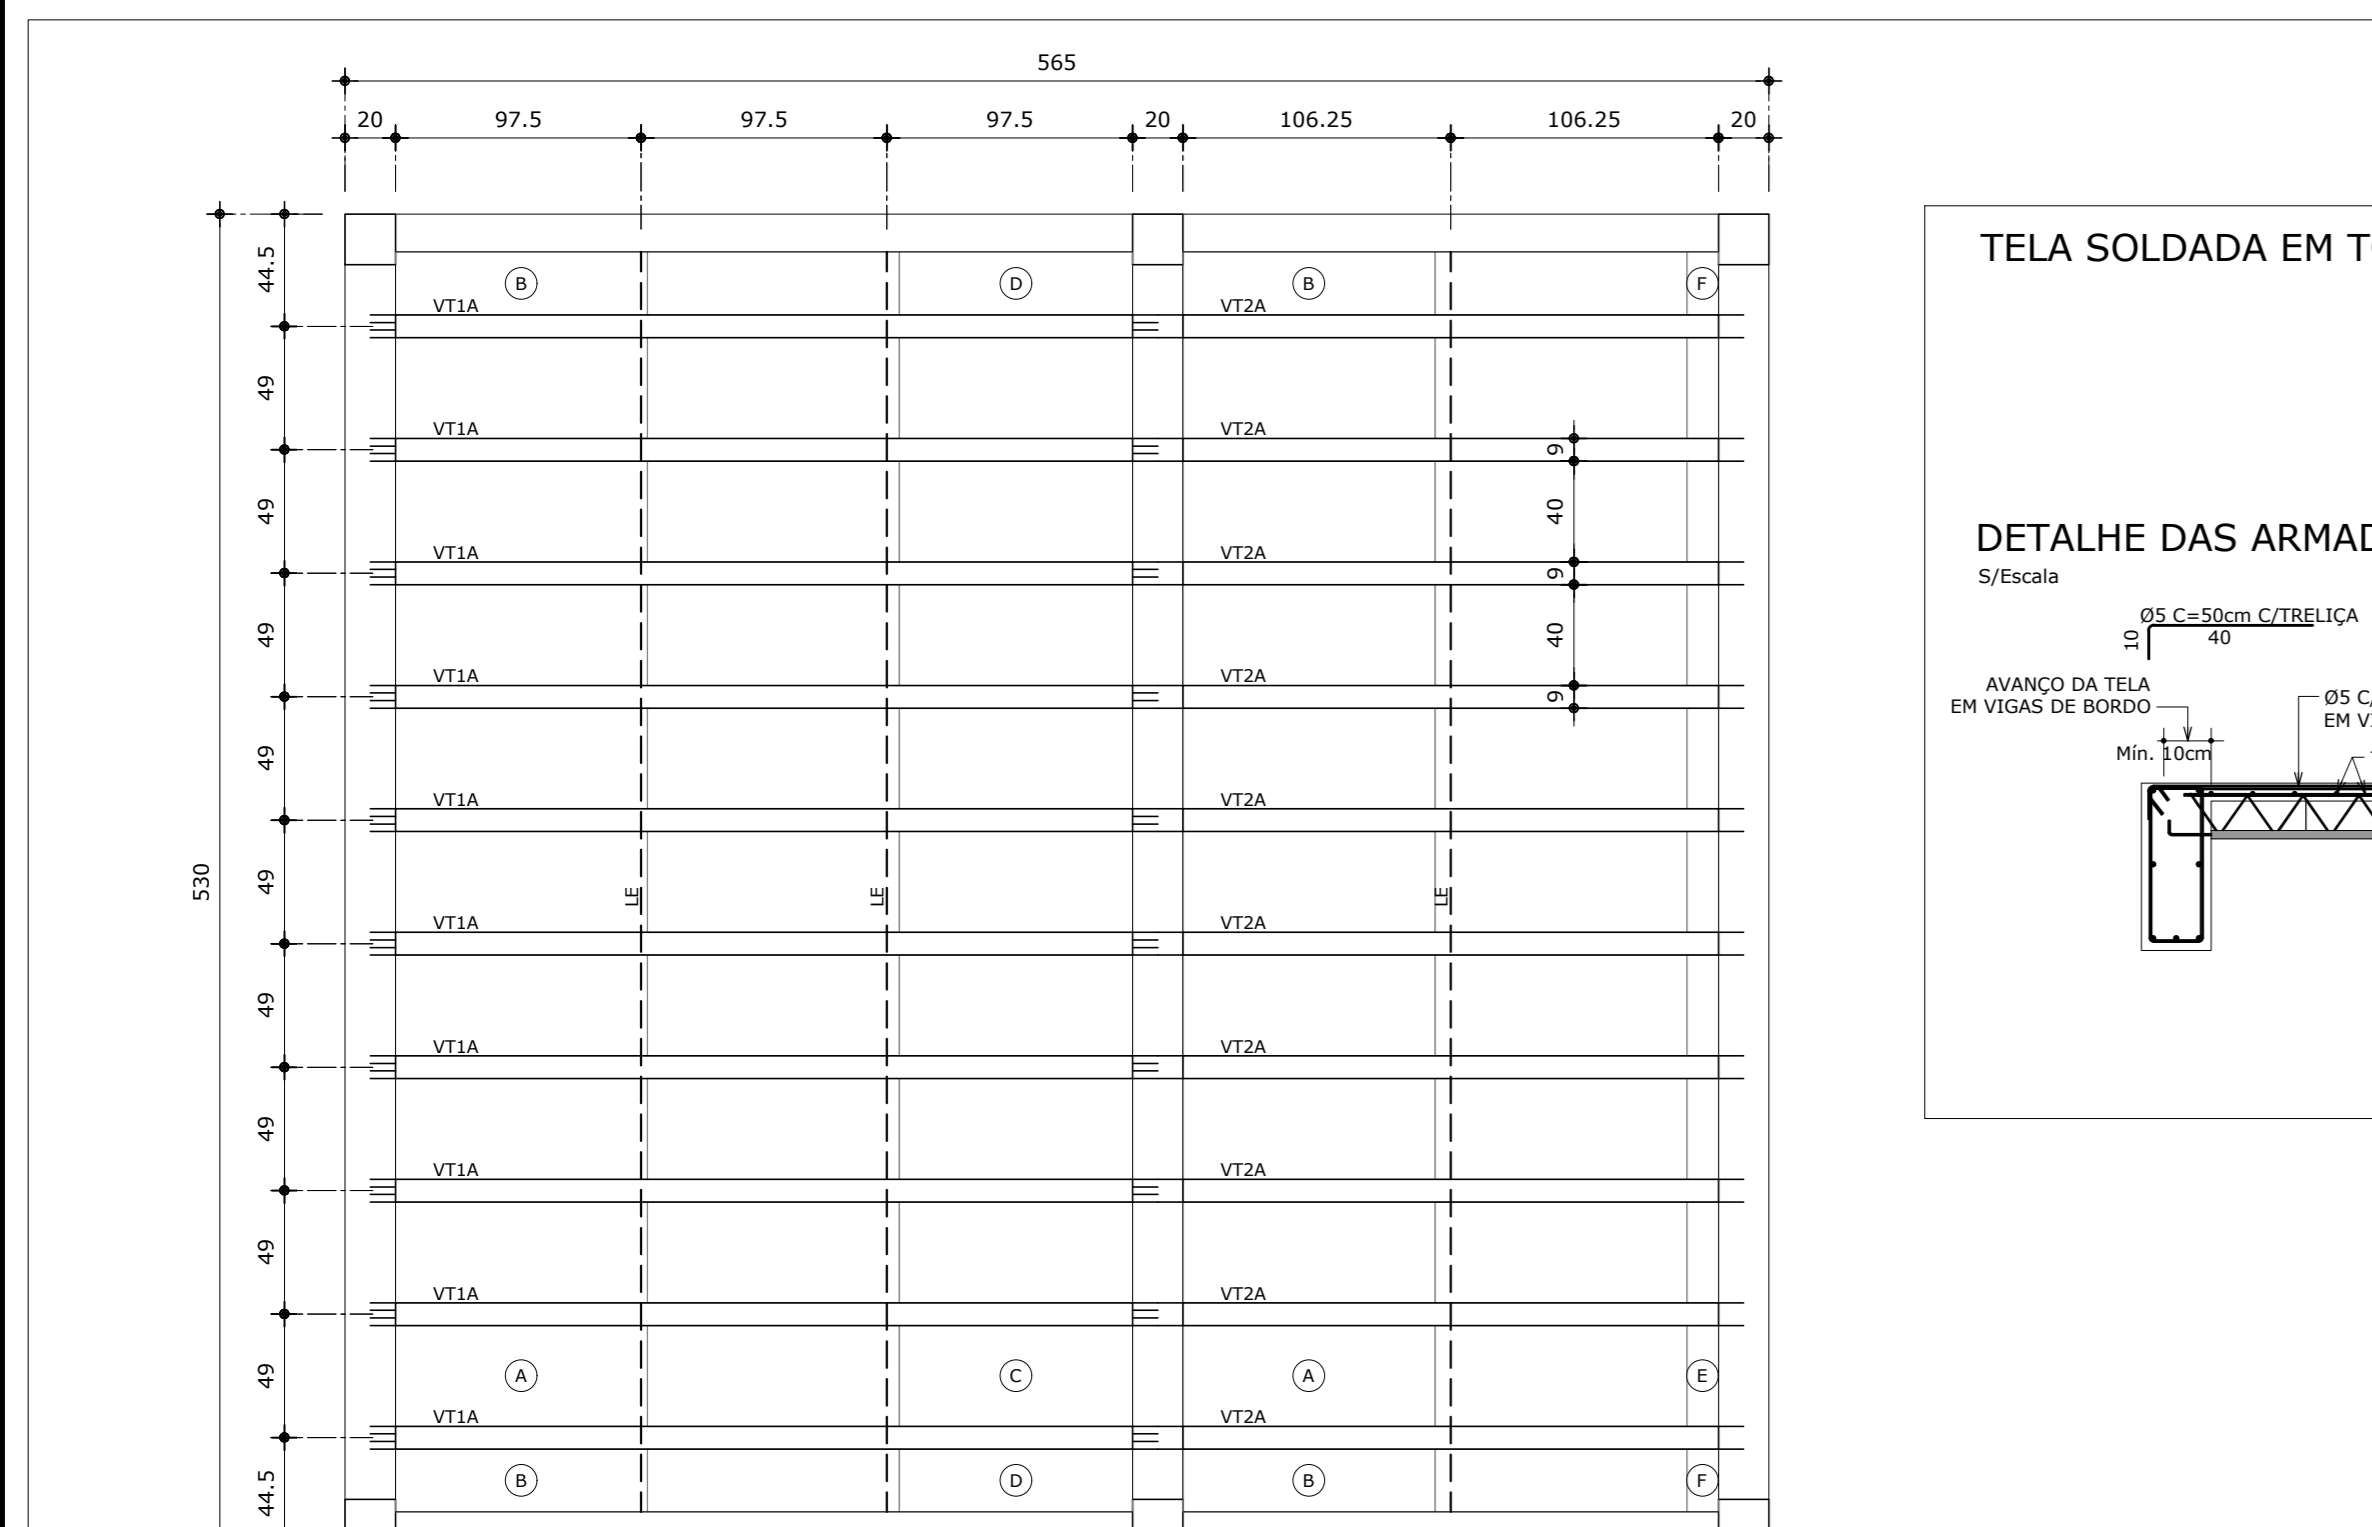 565
20 97.5 97.5 97.5 20 106.25 106.25 20
TELA SOLDADA EM T
44.5
B D B F
VT1A VT2A
49
VT1A VT2A
9
49
40
VT1A VT2A
9
49
40
VT1A VT2A
9
49
VT1A VT2A
530
49
LE LE LE
VT1A VT2A
49
VT1A VT2A
49
VT1A VT2A
49
VT1A VT2A
49
A C A E
VT1A VT2A
44.5
B D B F
DETALHE DAS ARMAD
S/Escala
Ø5 C=50cm C/TRELIÇA
10
40
AVANÇO DA TELA
EM VIGAS DE BORDO
Ø5 C/
EM V
Mín. 10cm